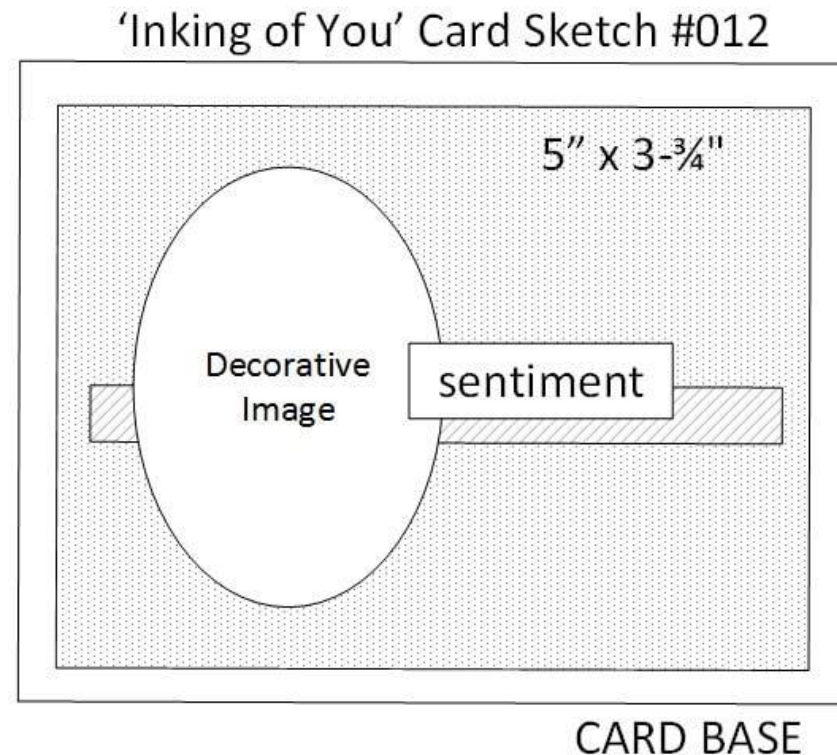 ‘Inking of You’ Card Sketch #012
5” x 3-¾"
Decorative
Image
sentiment
CARD BASE